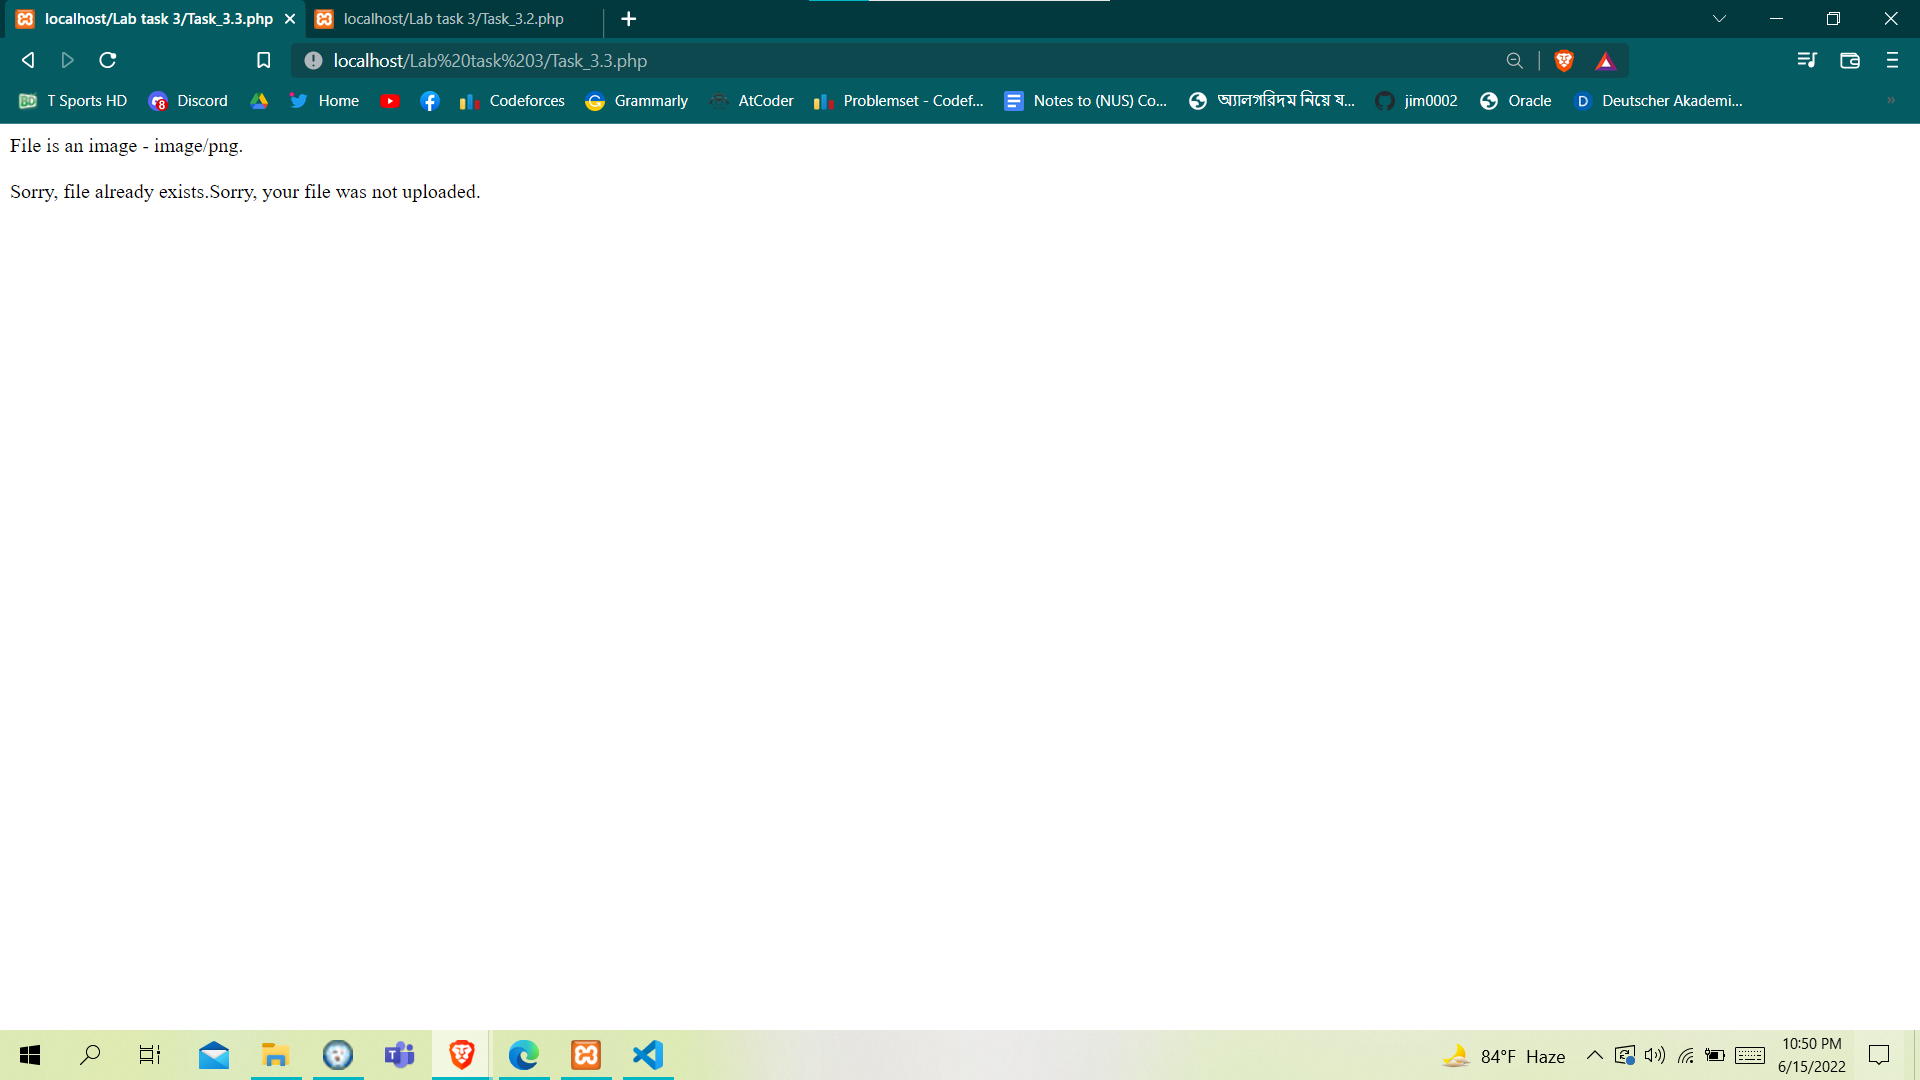 localhost/Lab task 3/Task_3.3.php
localhost/Lab task 3/Task_3.2.php
localhost/Lab%20task%203/Task_3.3.php
T Sports HD
Discord
Home
Codeforces
Grammarly
AtCoder
Problemset - Codef...
Notes to (NUS) Co...
অ্যালগরিদম নিয়ে য...
jim0002
Oracle
Deutscher Akademi...
File is an image - image/png.
Sorry, file already exists.Sorry, your file was not uploaded.
84°F Haze
10:50 PM
6/15/2022